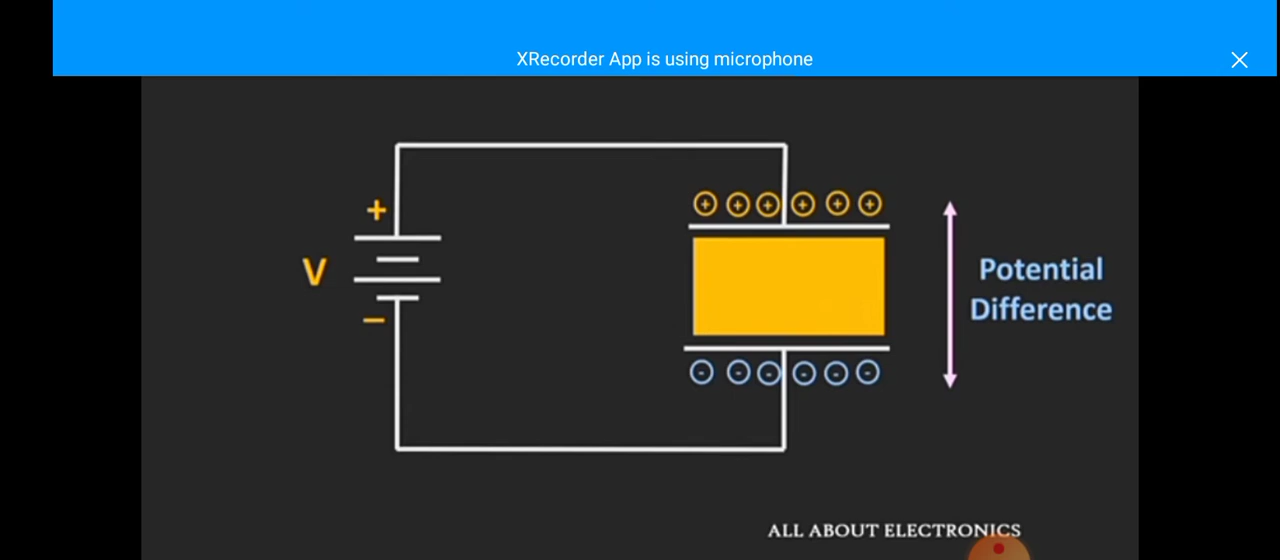 XRecorder App is using microphone
+
V
−
Potential
Difference
ALL ABOUT ELECTRONICS